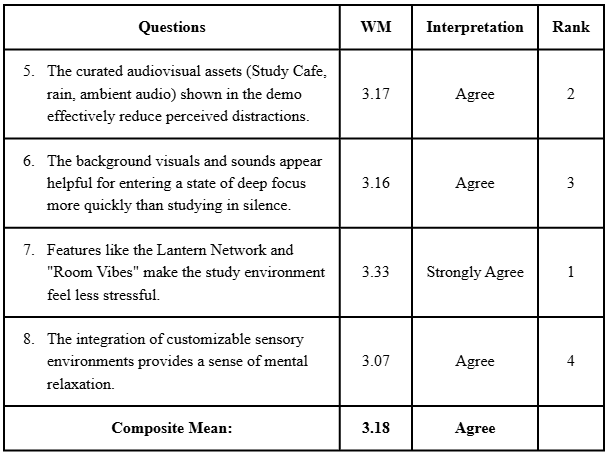 Questions WM Interpretation Rank
5. The curated audiovisual assets (Study Cafe,
rain, ambient audio) shown in the demo
effectively reduce perceived distractions.
3.17 Agree 2
6. The background visuals and sounds appear
helpful for entering a state of deep focus
more quickly than studying in silence.
3.16 Agree 3
7. Features like the Lantern Network and
"Room Vibes" make the study environment
feel less stressful.
3.33 Strongly Agree 1
8. The integration of customizable sensory
environments provides a sense of mental
relaxation.
3.07 Agree 4
Composite Mean: 3.18 Agree